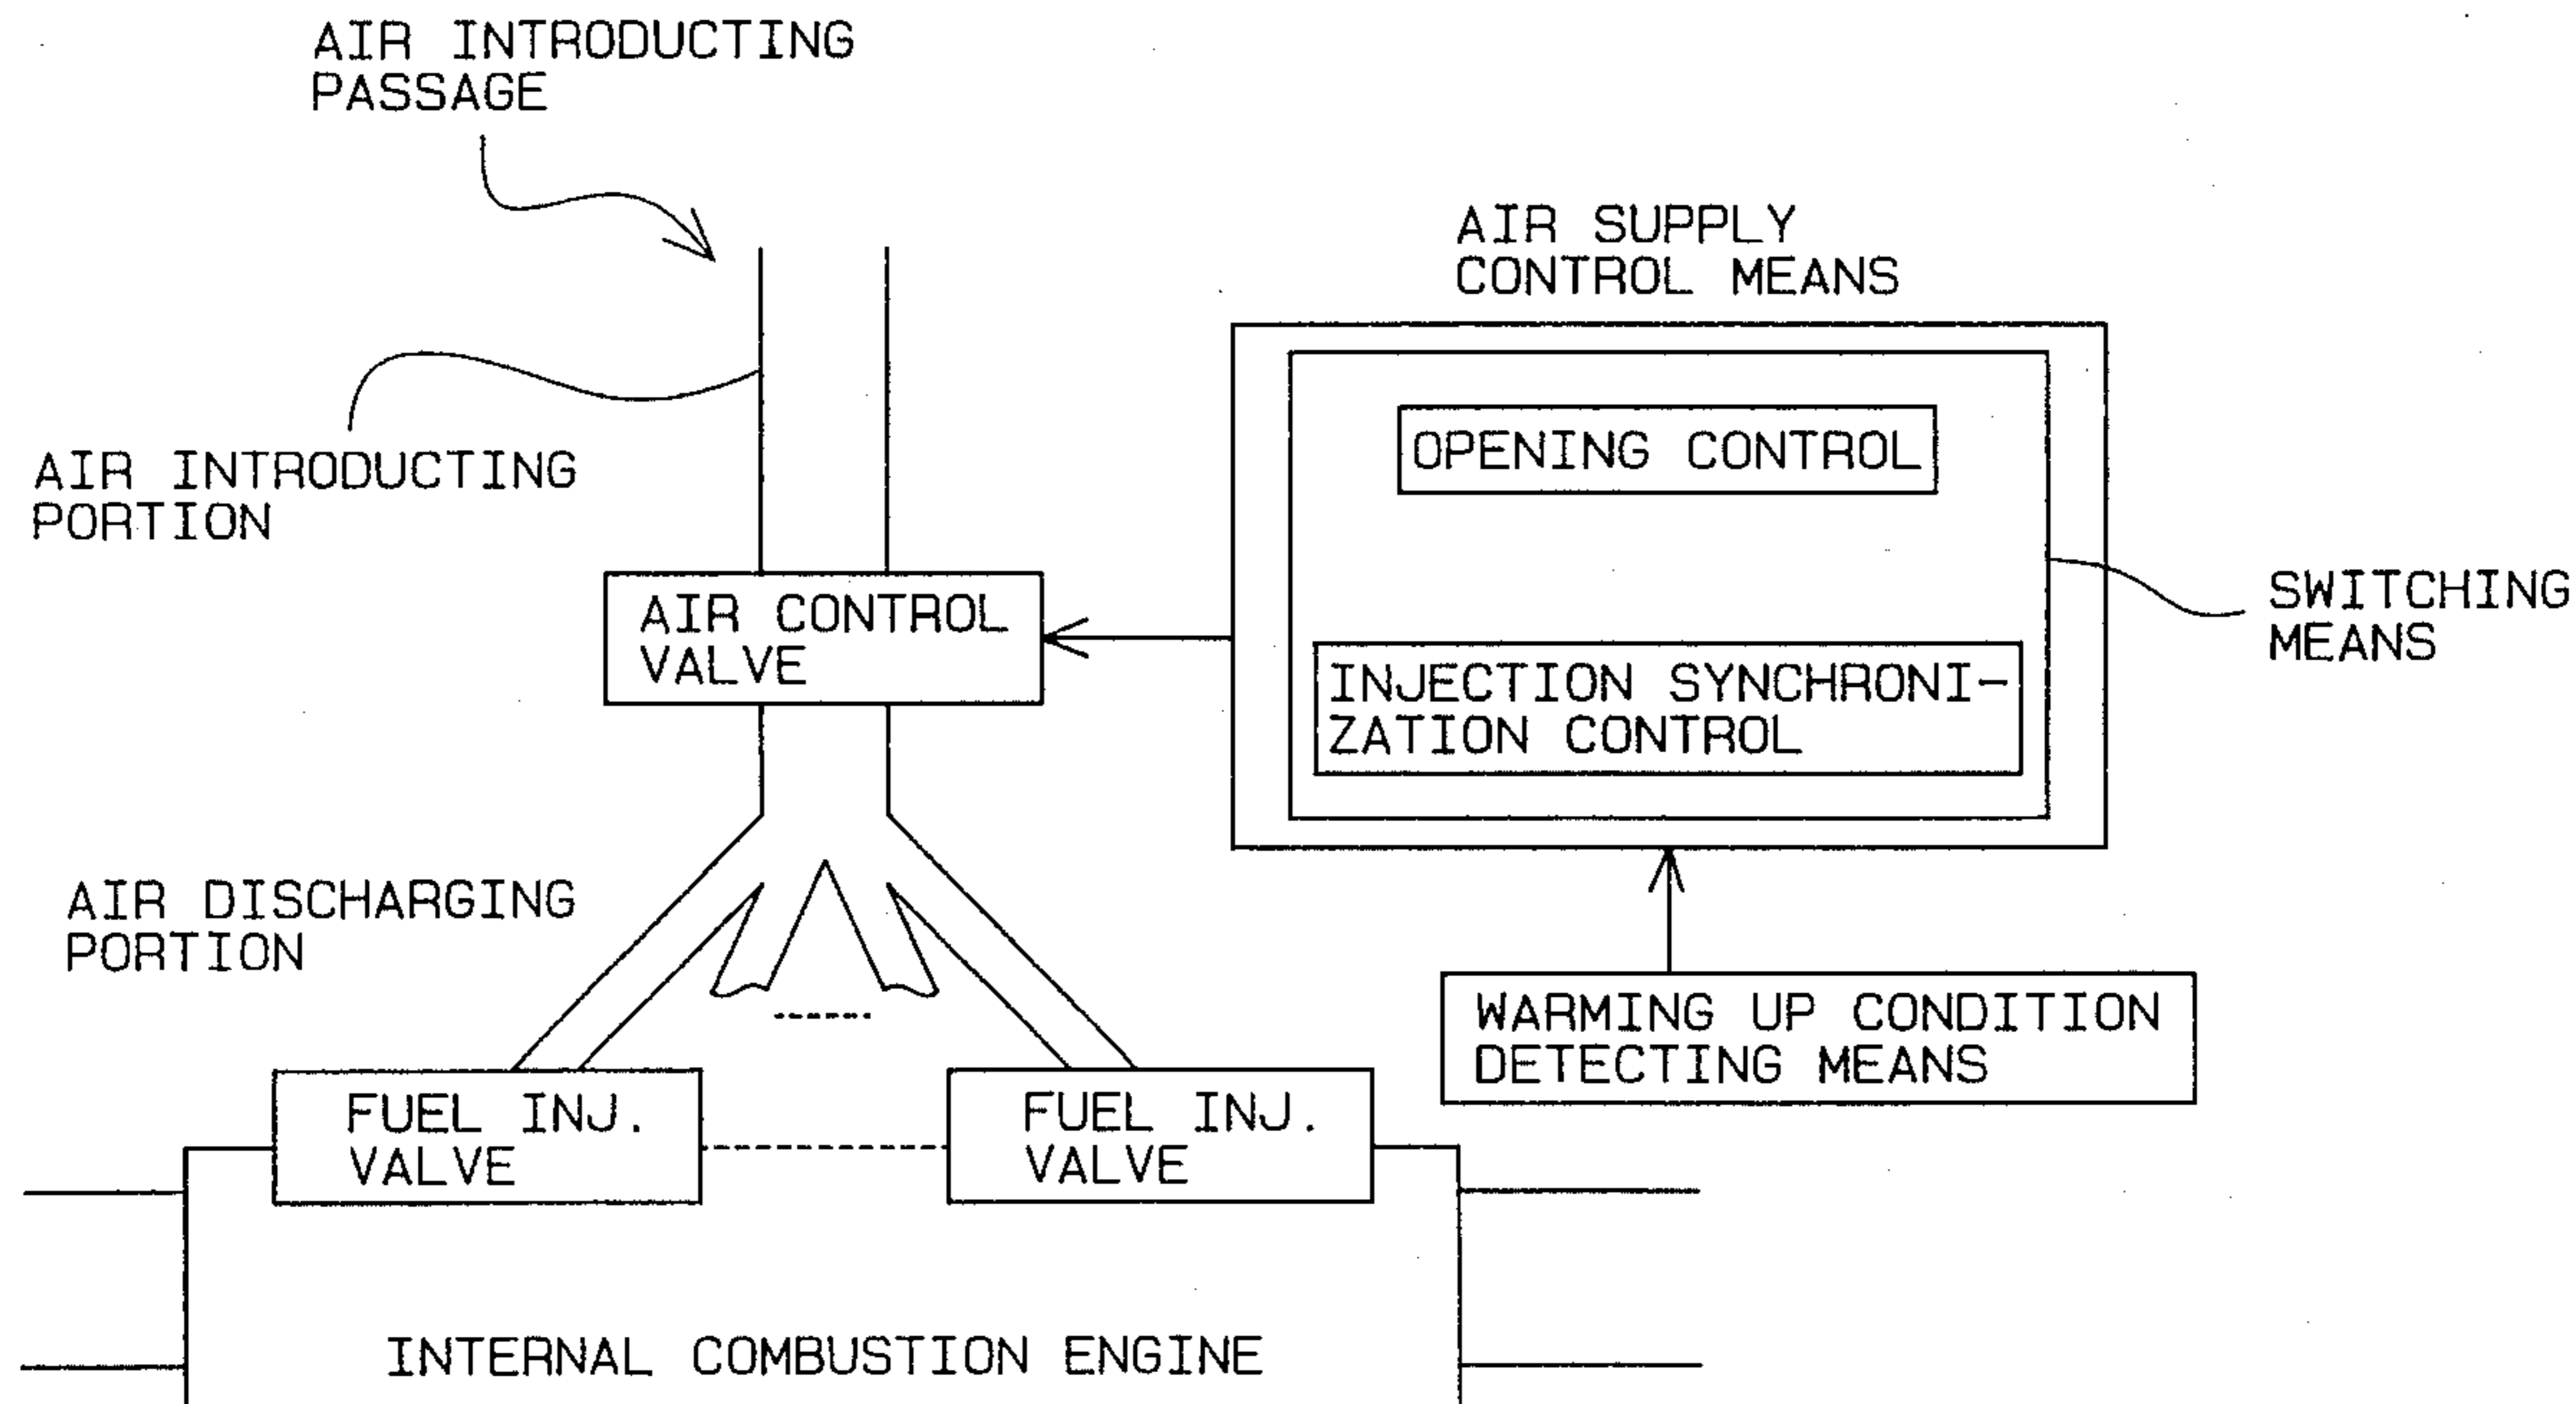 AIR INTRODUCTING
PASSAGE
AIR SUPPLY
CONTROL MEANS
OPENING CONTROL
AIR INTRODUCTING
PORTION
SWITCHING
MEANS
AIR CONTROL
VALVE
INJECTION SYNCHRONI-
ZATION CONTROL
AIR DISCHARGING
PORTION
WARMING UP CONDITION
DETECTING MEANS
FUEL INJ.
VALVE
FUEL INJ.
VALVE
INTERNAL COMBUSTION ENGINE